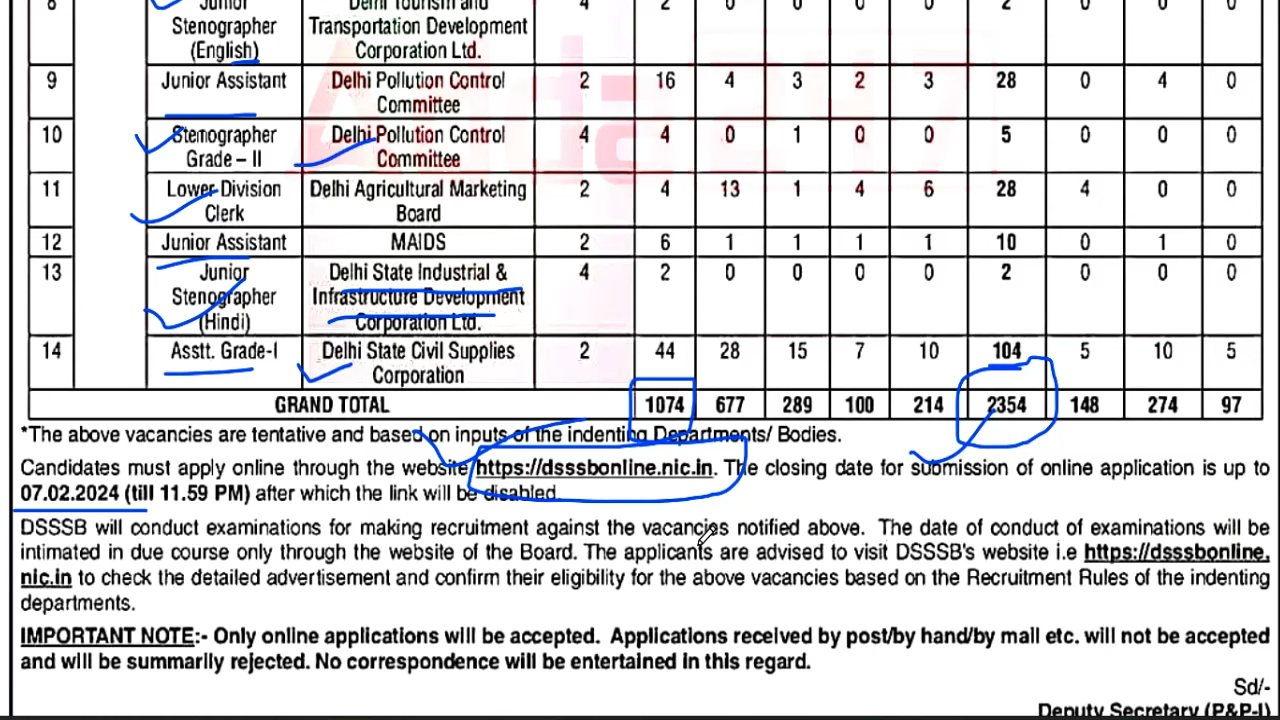 8 Junior Delhi Tourism and 4 2 0 0 0 0 2 0 0 0
Stenographer Transportation Development
(English) Corporation Ltd.
9 Junior Assistant Delhi Pollution Control 2 16 4 3 2 3 28 0 4 0
Committee
10 Stemographer Delhi Pollution Control 4 4 0 1 0 0 5 0 0 0
Grade – II Committee
11 Lower Division Delhi Agricultural Marketing 2 4 13 1 4 6 28 4 0 0
Clerk Board
12 Junior Assistant MAIDS 2 6 1 1 1 1 10 0 1 0
13 Junior Delhi State Industrial & 4 2 0 0 0 0 2 0 0 0
Stenographer Infrastructure Development
(Hindi) Corporation Ltd.
14 Asstt. Grade-I Delhi State Civil Supplies 2 44 28 15 7 10 104 5 10 5
Corporation
GRAND TOTAL 1074 677 289 100 214 2354 148 274 97
*The above vacancies are tentative and based on inputs of the indenting Departments/ Bodies.
Candidates must apply online through the website https://dsssbonline.nic.in. The closing date for submission of online application is up to
07.02.2024 (till 11.59 PM) after which the link will be disabled.
DSSSB will conduct examinations for making recruitment against the vacancies notified above. The date of conduct of examinations will be
intimated in due course only through the website of the Board. The applicants are advised to visit DSSSB's website i.e https://dsssbonline.
nic.in to check the detailed advertisement and confirm their eligibility for the above vacancies based on the Recruitment Rules of the indenting
departments.
IMPORTANT NOTE:- Only online applications will be accepted. Applications received by post/by hand/by mail etc. will not be accepted
and will be summarily rejected. No correspondence will be entertained in this regard.
Sd/-
Deputy Secretary (P&P-I)